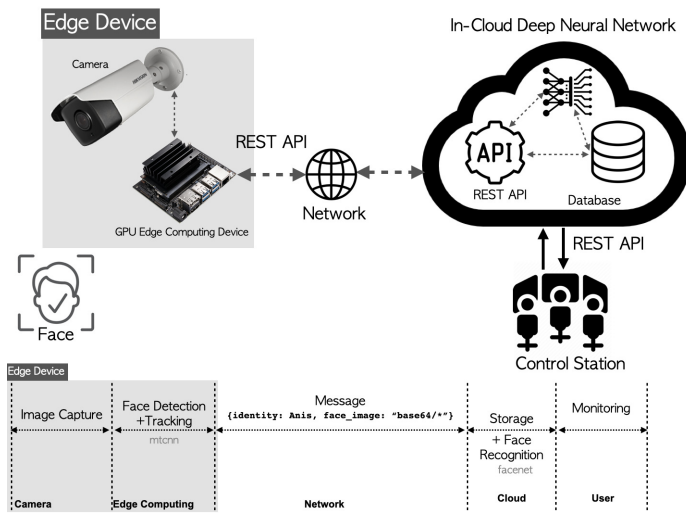 Edge Device
In-Cloud Deep Neural Network
Camera
HIKVISION
REST API
API
REST API
Database
Network
GPU Edge Computing Device
REST API
Face
Control Station
Edge Device
Image Capture
Face Detection
+Tracking
mtcnn
Message
{identity: Anis, face_image: "base64/*"}
Storage
+ Face
Recognition
facenet
Monitoring
Camera
Edge Computing
Network
Cloud
User